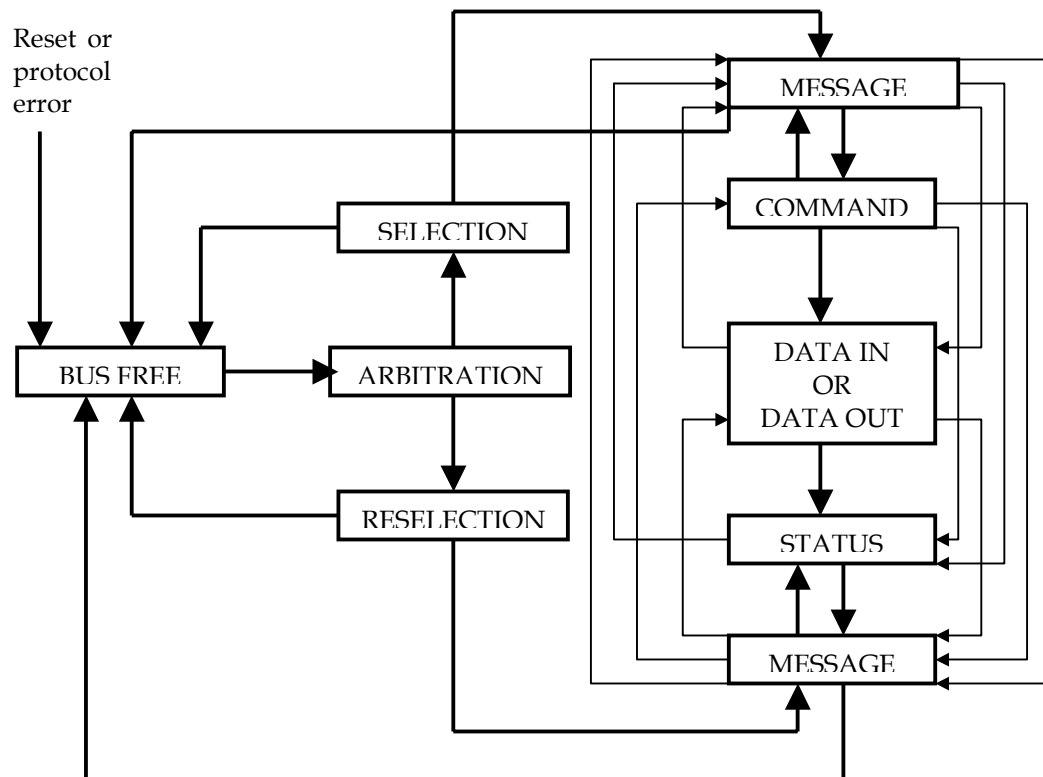 Reset or
protocol
error
MESSAGE
COMMAND
SELECTION
BUS FREE
ARBITRATION
DATA IN
OR
DATA OUT
RESELECTION
STATUS
MESSAGE